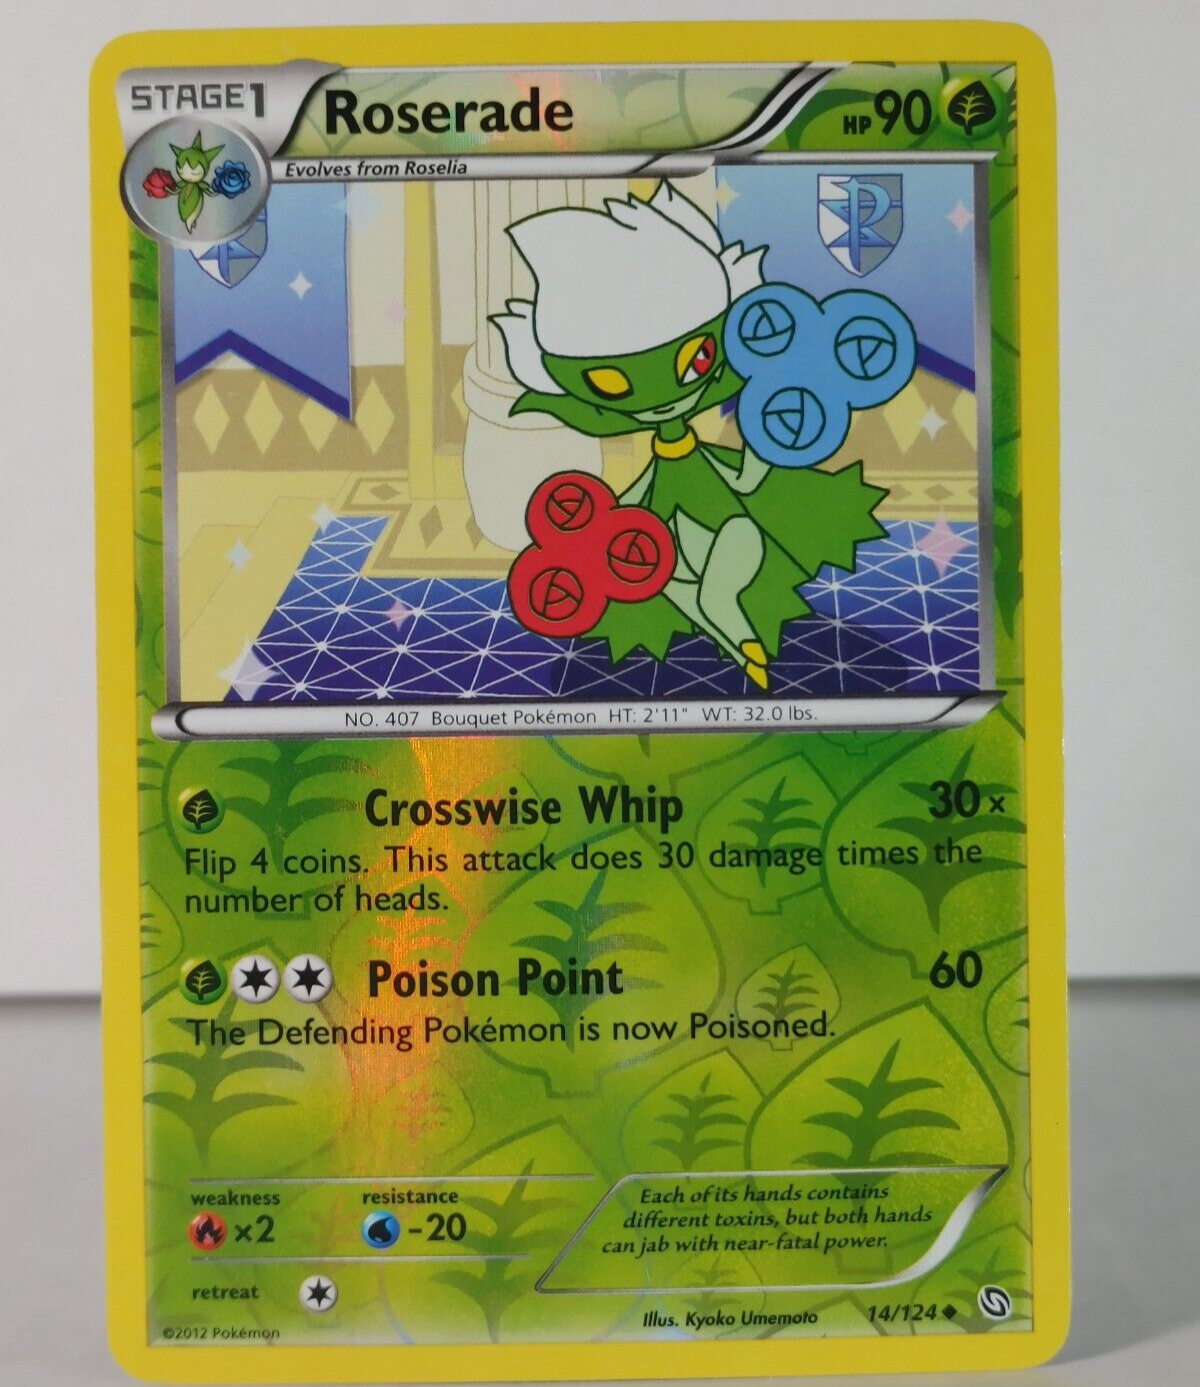 STAGE1
Roserade
HP 90
Evolves from Roselia
P
NO. 407 Bouquet Pokémon HT: 2'11" WT: 32.0 lbs.
Crosswise Whip 30×
Flip 4 coins. This attack does 30 damage times the
number of heads.
Poison Point 60
The Defending Pokémon is now Poisoned.
weakness
×2
resistance
-20
retreat
Each of its hands contains
different toxins, but both hands
can jab with near-fatal power.
Illus. Kyoko Umemoto 14/124
©2012 Pokémon